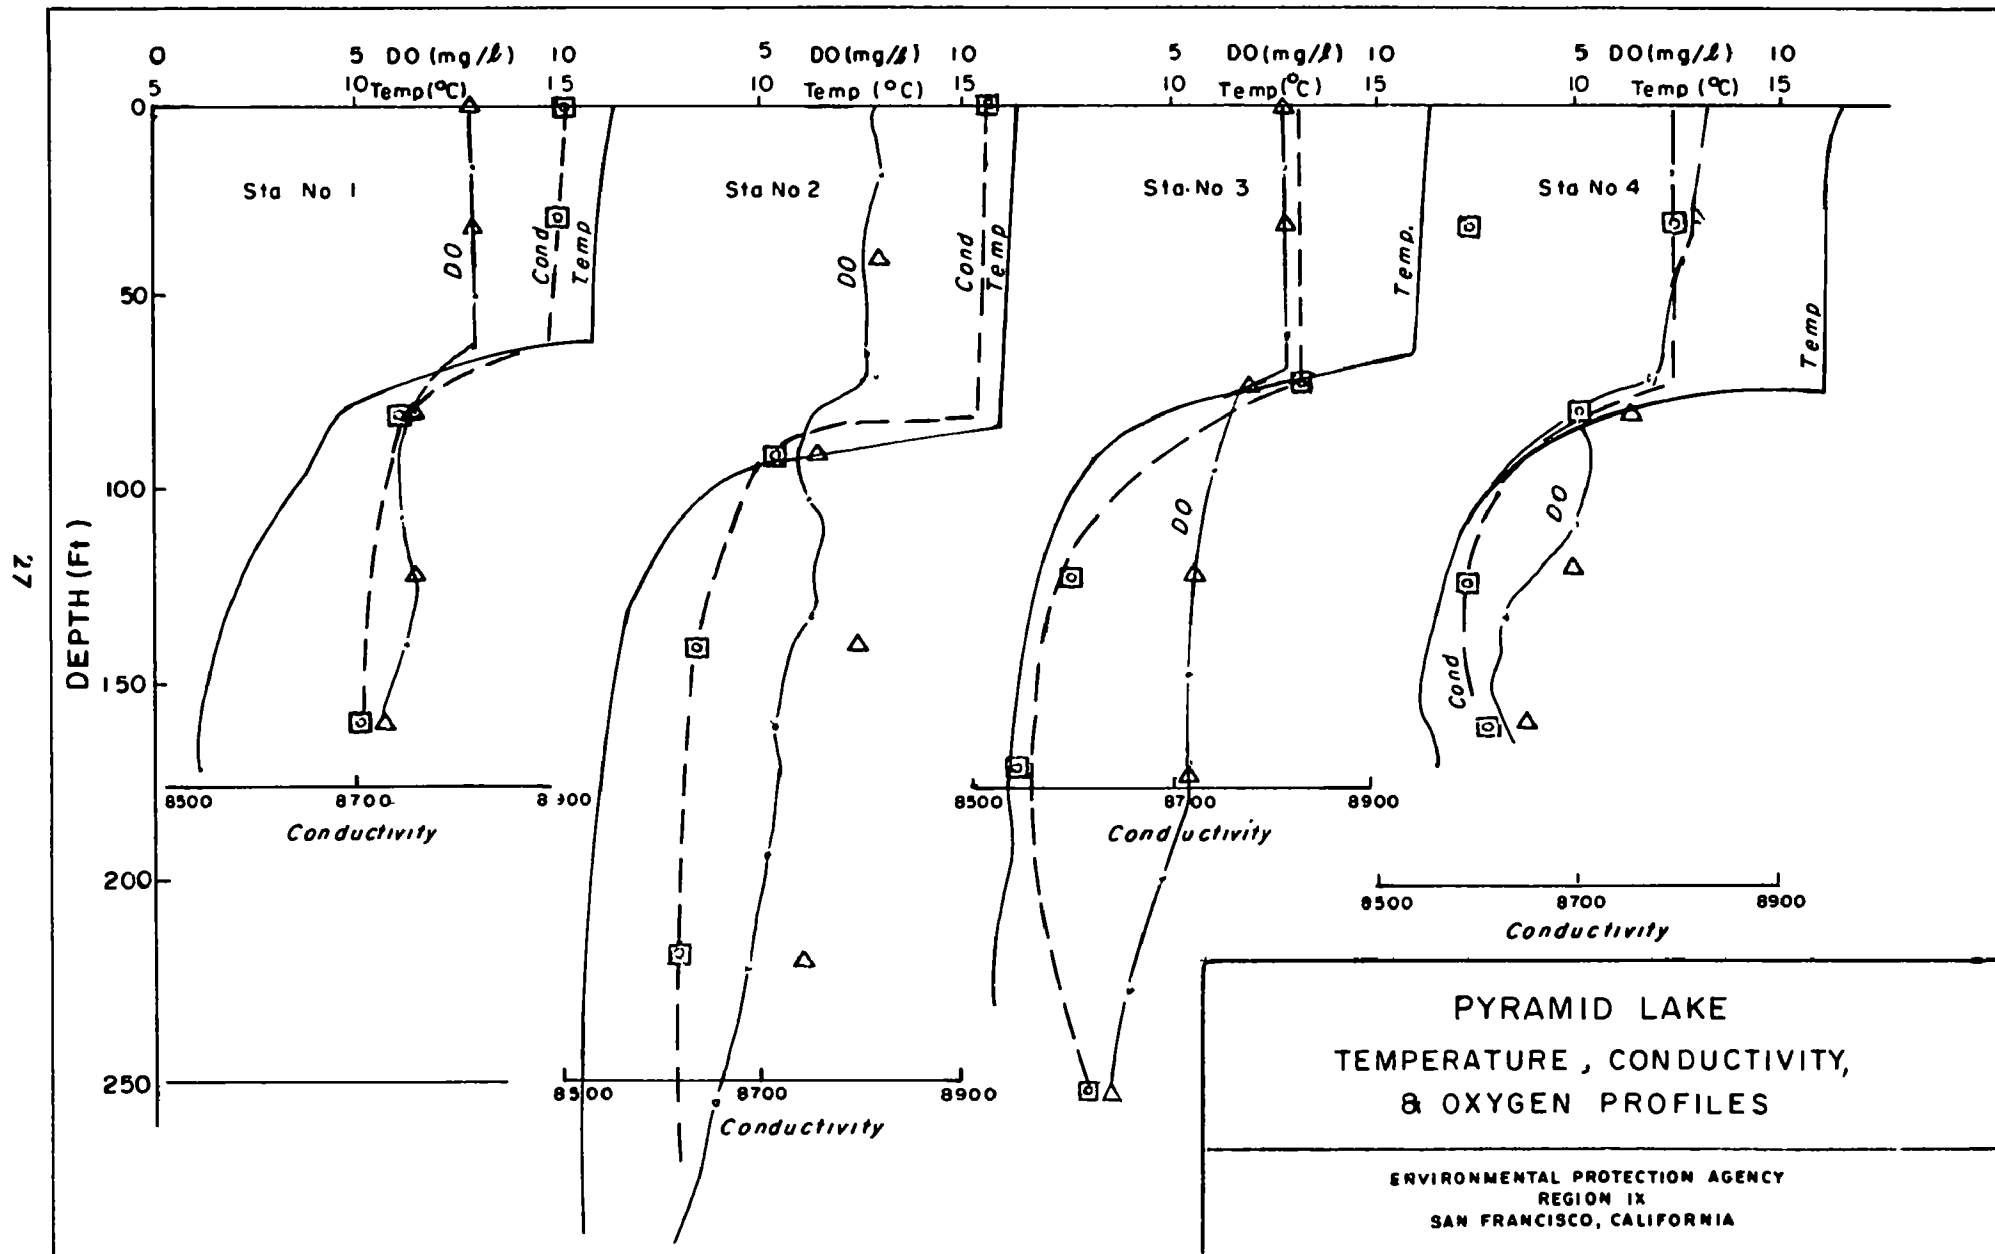 0 5 DO (mg/l) 10 5 DO (mg/l) 10 5 DO (mg/l) 10 5 DO (mg/l) 10
5 10 Temp (°C) 15 10 Temp (°C) 15 10 Temp (°C) 15 10 Temp (°C) 15
0
Sta No 1
Sta No 2
Sta. No 3
Sta No 4
DO
Cond
Temp
DO
Cond
Temp
Temp.
Temp
50
100
DO
DO
DEPTH (Ft)
27
150
Cond
8500 8700 8900
Conductivity
8500 8700 8900
Conductivity
200
8500 8700 8900
Conductivity
250
8500 8700 8900
Conductivity
PYRAMID LAKE
TEMPERATURE, CONDUCTIVITY,
& OXYGEN PROFILES
ENVIRONMENTAL PROTECTION AGENCY
REGION IX
SAN FRANCISCO, CALIFORNIA